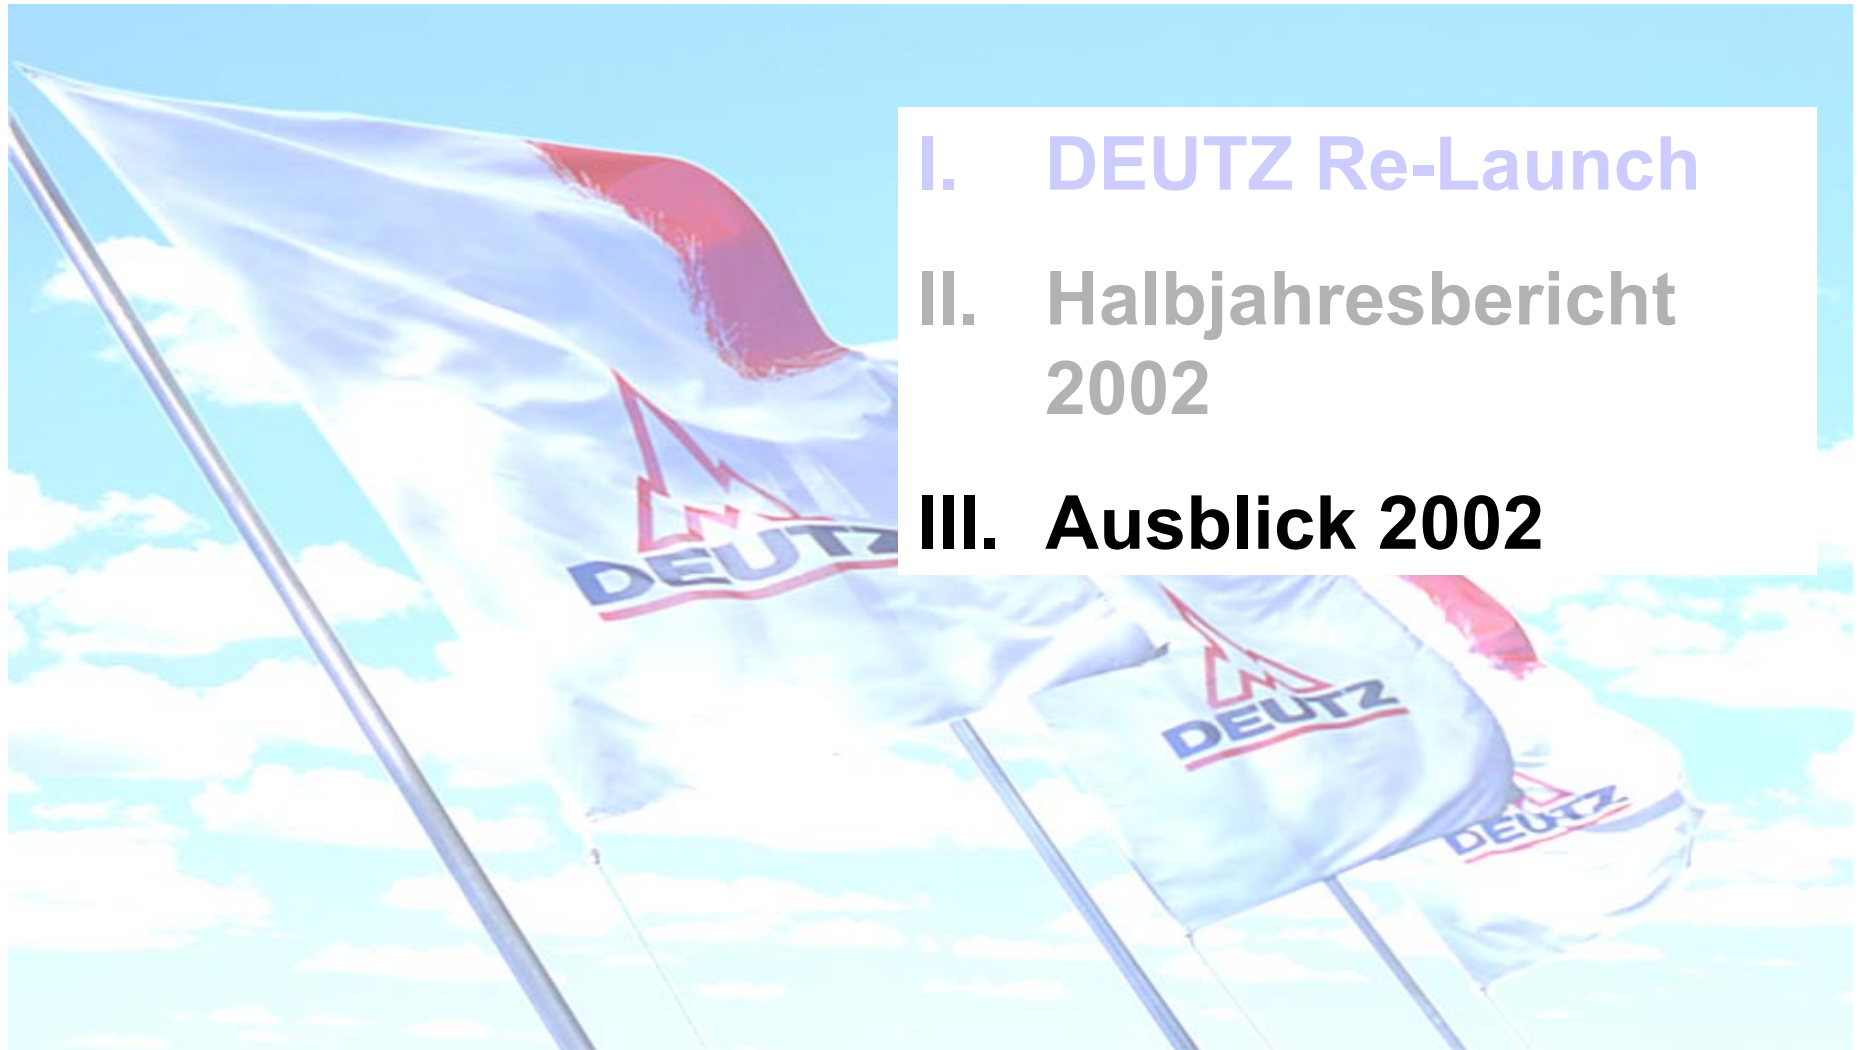 I. DEUTZ Re-Launch
II. Halbjahresbericht
2002
III. Ausblick 2002
DEUTZ
DEUTZ
DEUTZ